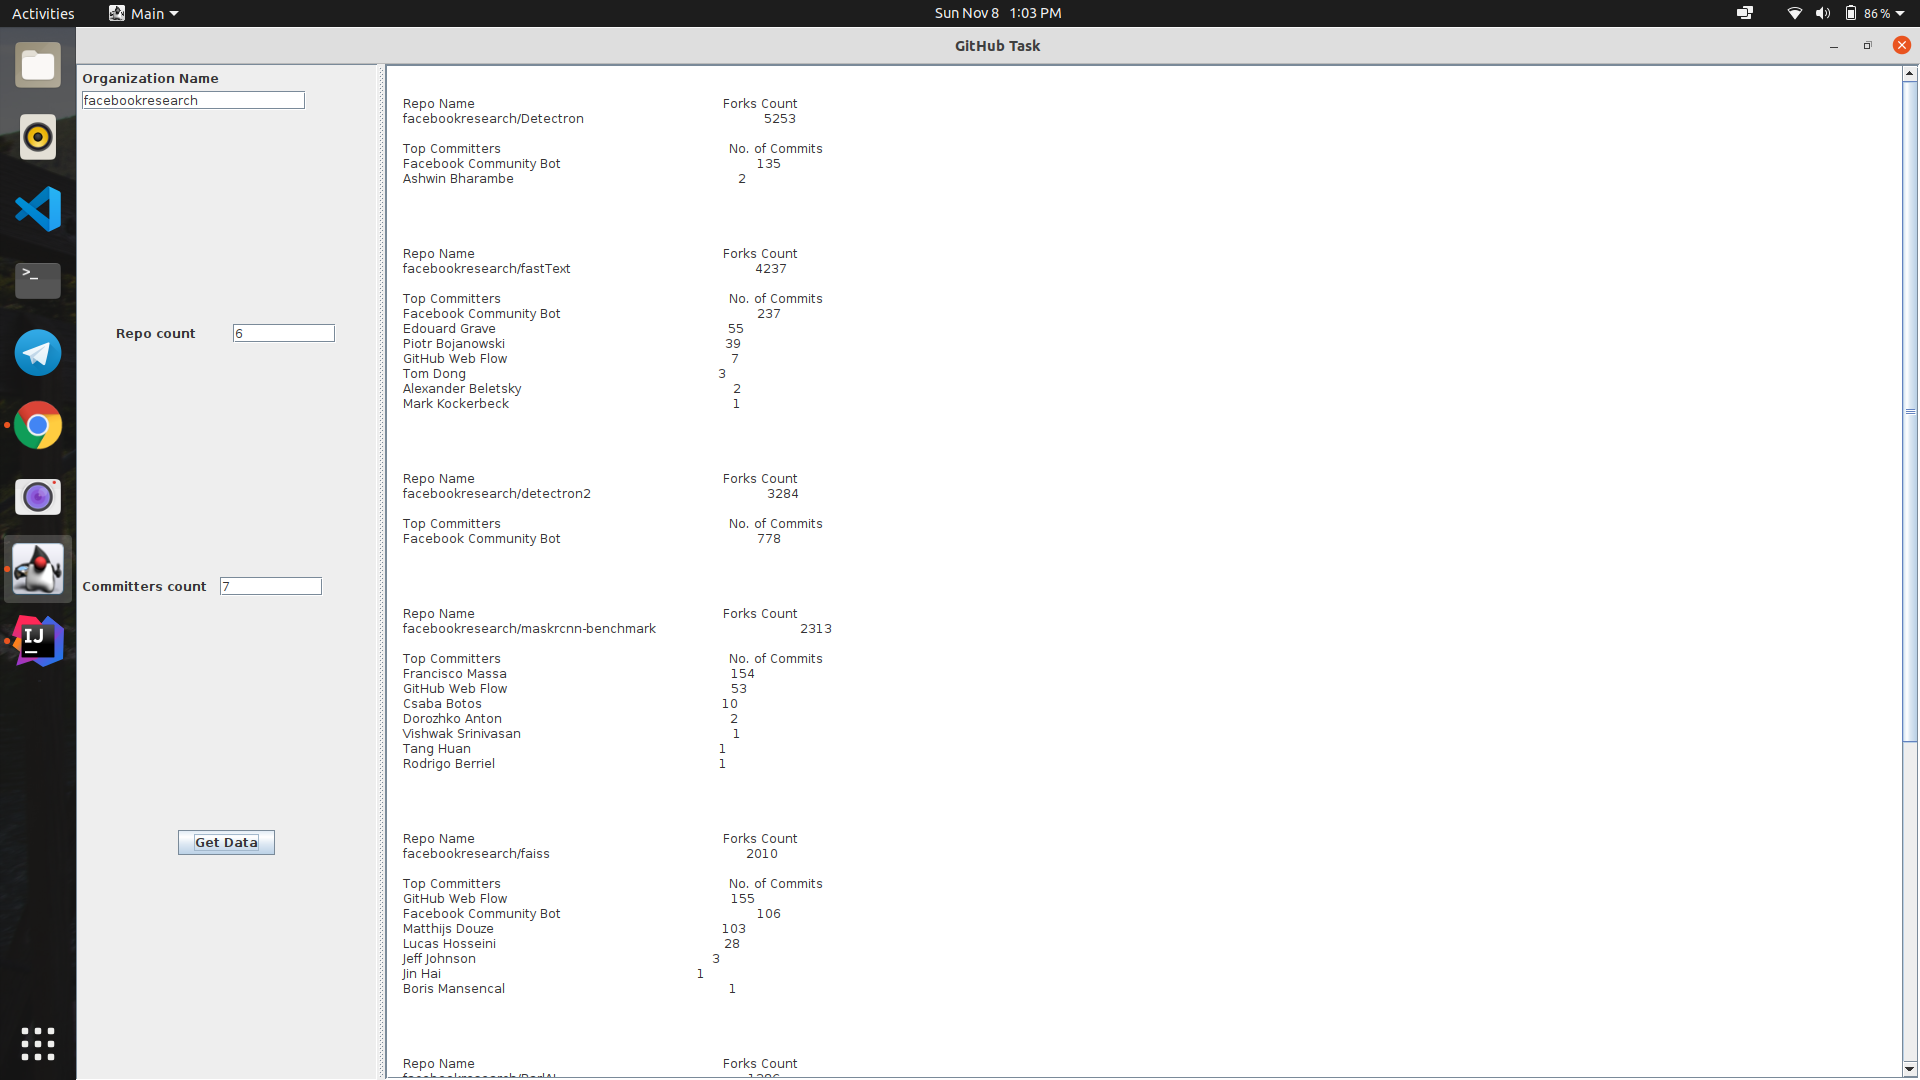 Activities Main Sun Nov 8 1:03 PM 86%
GitHub Task
Organization Name
facebookresearch
Repo count 6
Committers count 7
Get Data
Repo Name Forks Count
facebookresearch/Detectron 5253
Top Committers No. of Commits
Facebook Community Bot 135
Ashwin Bharambe 2
Repo Name Forks Count
facebookresearch/fastText 4237
Top Committers No. of Commits
Facebook Community Bot 237
Edouard Grave 55
Piotr Bojanowski 39
GitHub Web Flow 7
Tom Dong 3
Alexander Beletsky 2
Mark Kockerbeck 1
Repo Name Forks Count
facebookresearch/detectron2 3284
Top Committers No. of Commits
Facebook Community Bot 778
Repo Name Forks Count
facebookresearch/maskrcnn-benchmark 2313
Top Committers No. of Commits
Francisco Massa 154
GitHub Web Flow 53
Csaba Botos 10
Dorozhko Anton 2
Vishwak Srinivasan 1
Tang Huan 1
Rodrigo Berriel 1
Repo Name Forks Count
facebookresearch/faiss 2010
Top Committers No. of Commits
GitHub Web Flow 155
Facebook Community Bot 106
Matthijs Douze 103
Lucas Hosseini 28
Jeff Johnson 3
Jin Hai 1
Boris Mansencal 1
Repo Name Forks Count
>_
IJ